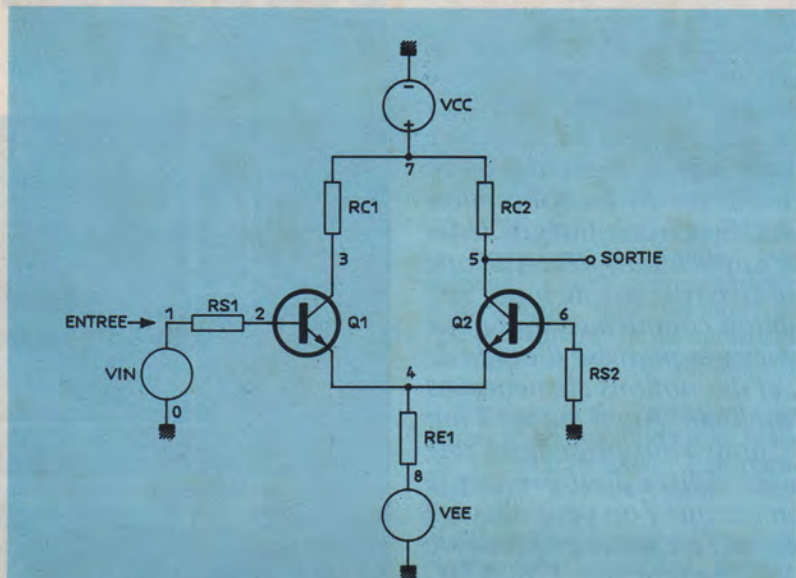 -
VCC
+
7
RC1
RC2
3
5
SORTIE
ENTREE
1
RS1
2
Q1
Q2
6
VIN
4
RS2
0
RE1
8
VEE